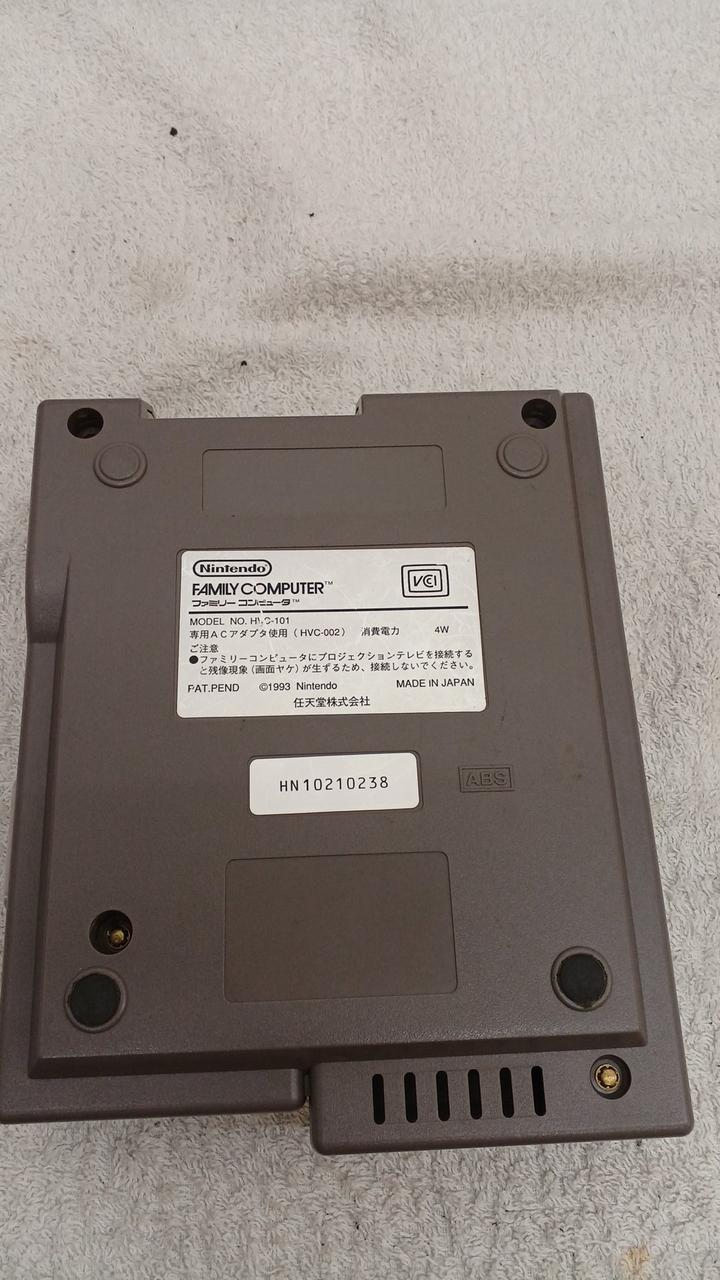 Nintendo
FAMILY COMPUTER™
ファミリー コンピュータ™
VCI
MODEL NO. HVC-101
専用ACアダプタ使用(HVC-002) 消費電力 4W
ご注意
●ファミリーコンピュータにプロジェクションテレビを接続する
と残像現象(画面ヤケ)が生ずるため、接続しないでください。
PAT.PEND ©1993 Nintendo MADE IN JAPAN
任天堂株式会社
HN10210238
ABS